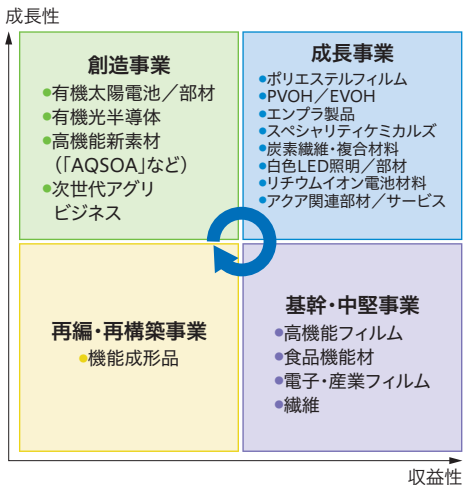 成長性
創造事業
●有機太陽電池／部材
●有機光半導体
●高機能新素材
（「AQSOA」など）
●次世代アグリ
ビジネス
成長事業
●ポリエステルフィルム
●PVOH／EVOH
●エンプラ製品
●スペシャリティケミカルズ
●炭素繊維・複合材料
●白色LED照明／部材
●リチウムイオン電池材料
●アクア関連部材／サービス
再編・再構築事業
●機能成形品
基幹・中堅事業
●高機能フィルム
●食品機能材
●電子・産業フィルム
●繊維
収益性